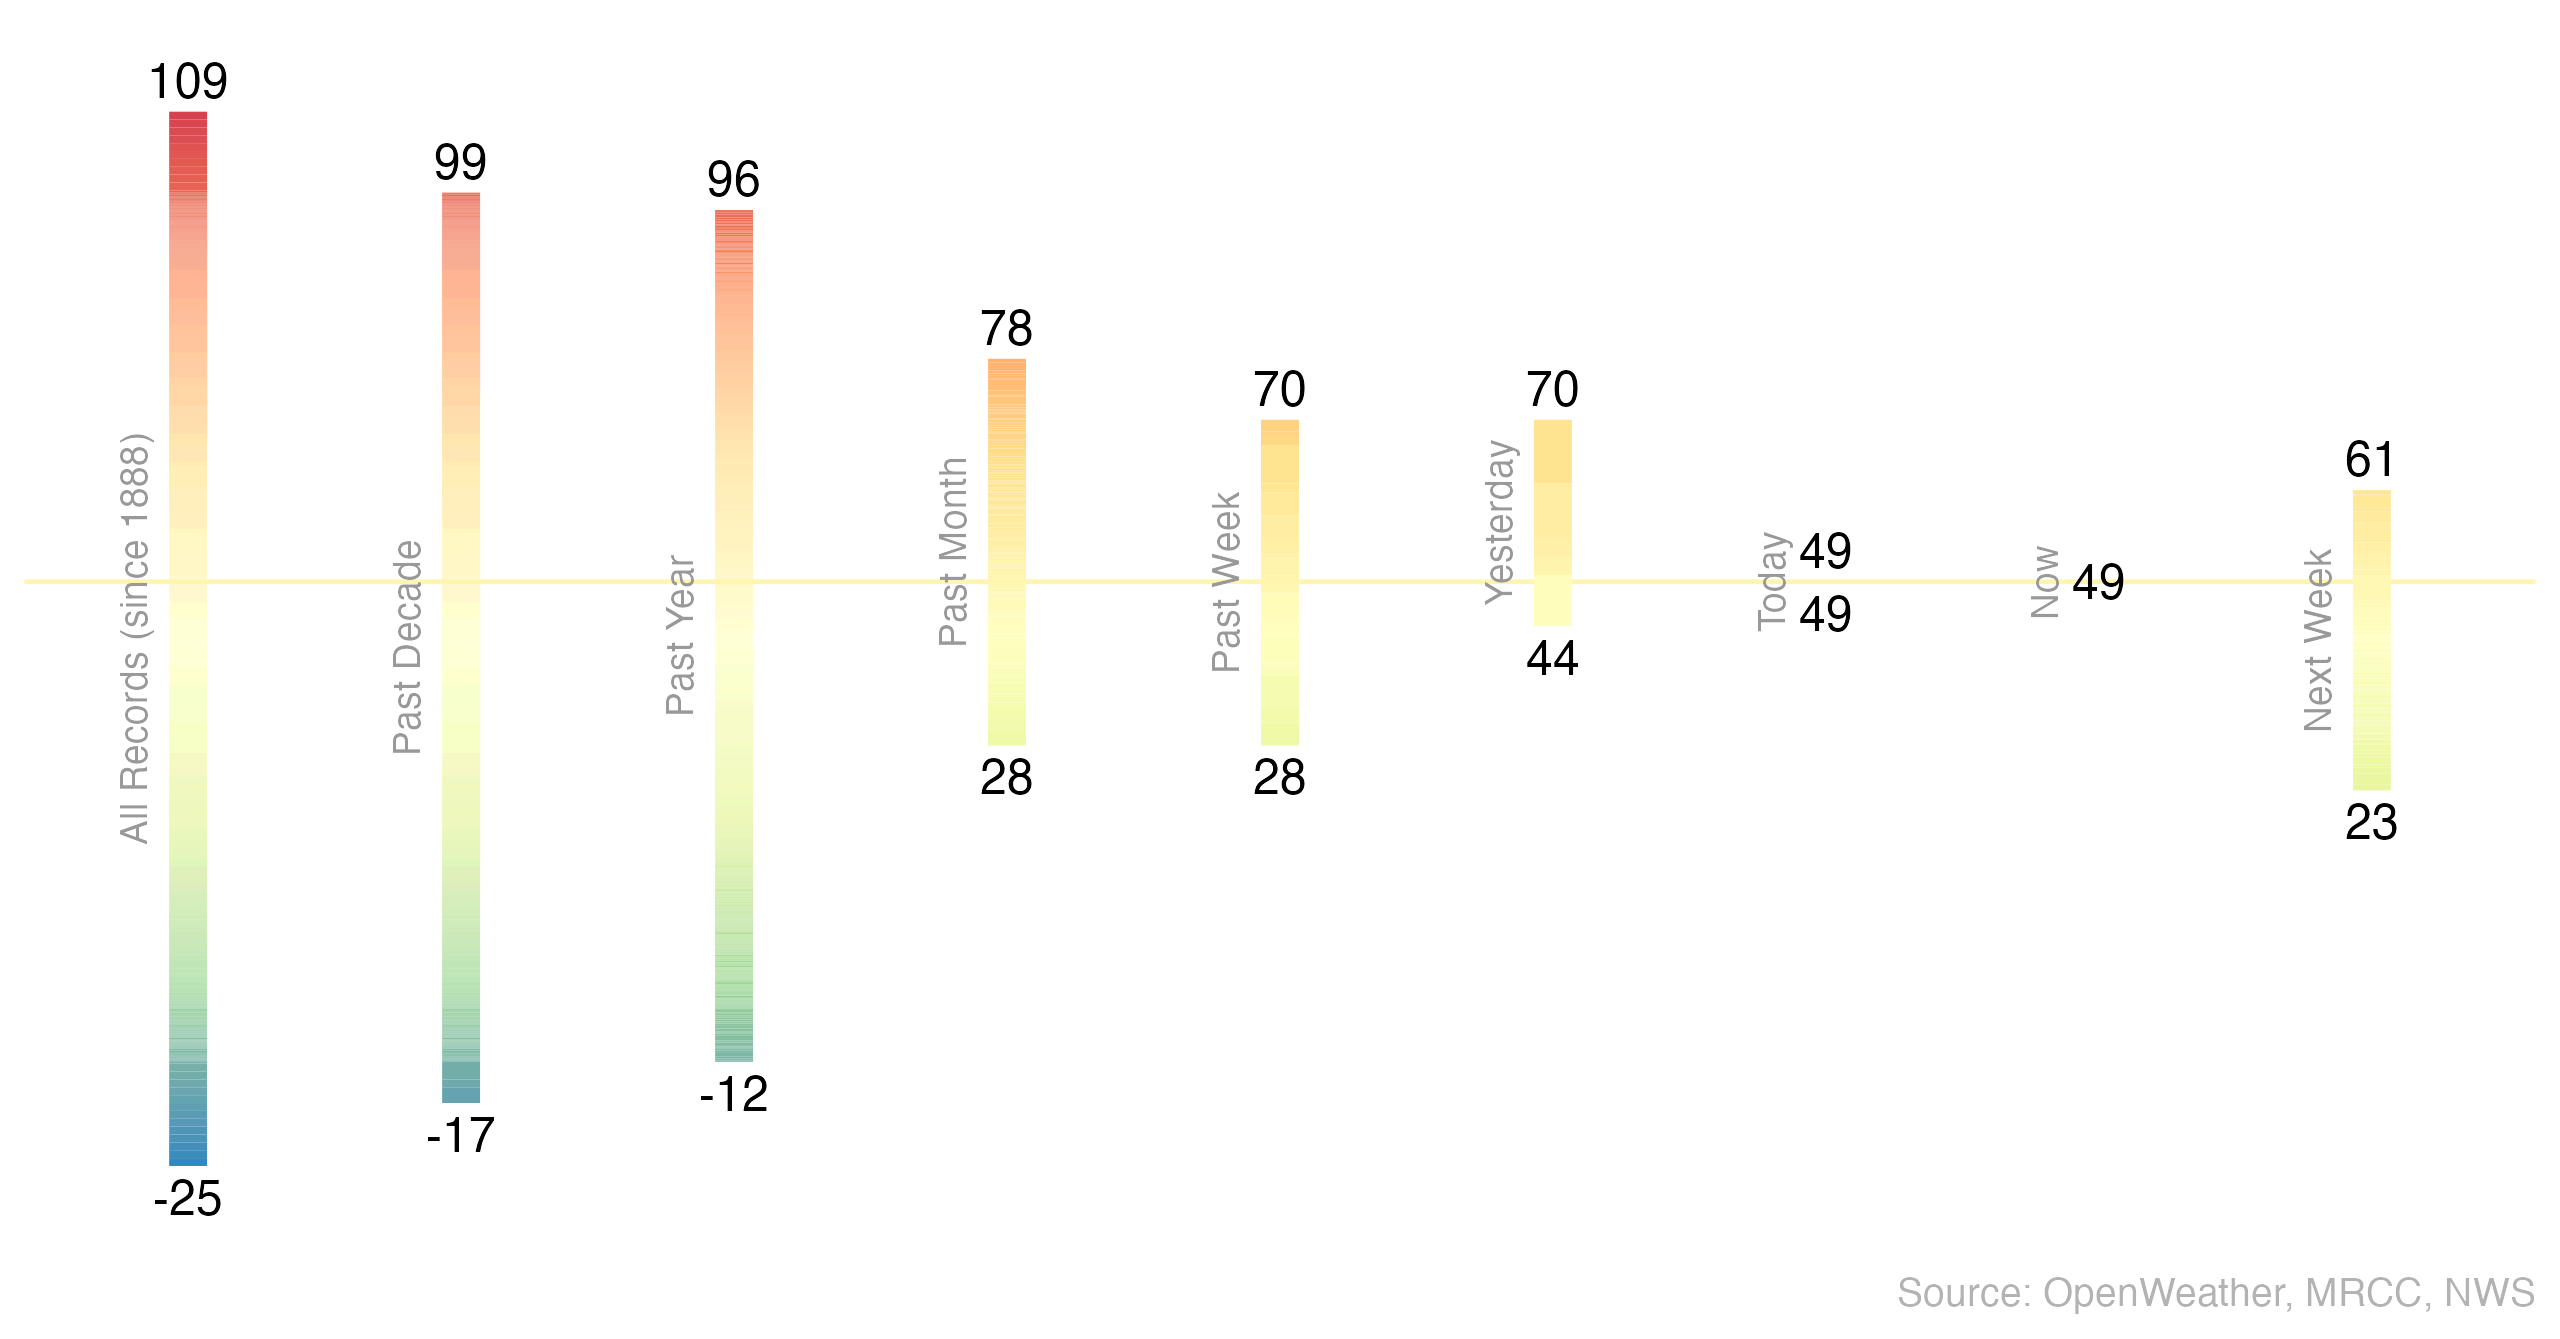 109
All Records (since 1888)
-25
99
Past Decade
-17
96
Past Year
-12
78
Past Month
28
70
Past Week
28
70
Yesterday
44
49
Today
49
Now
49
61
Next Week
23
Source: OpenWeather, MRCC, NWS